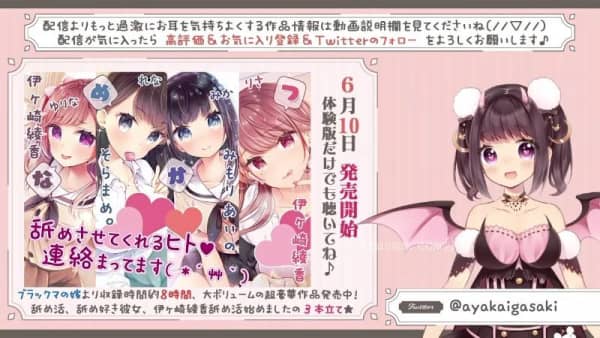 配信よりもっと過激にお耳を気持ちよくする作品情報は動画説明欄を見てくださいね(//▽//)
配信が気に入ったら 高評価&お気に入り登録&Twitterのフォロー をよろしくお願いします♪
伊ヶ崎綾香
ゆりな
な
め
れな
そらまめ。
みか
や
みもりあいの
りさ
つ
伊ヶ崎綾香
舐めさせてくれるヒト♥
連絡まってます(*´艸`)
6月10日 発売開始
体験版だけでも聴いてね♪
ブラックマの嫁より収録時間約8時間、大ボリュームの超豪華作品発売中!
舐め活、舐め好き彼女、伊ヶ崎綾香舐め活始めましたの3本立て★
Twitter
@ayakaigasaki